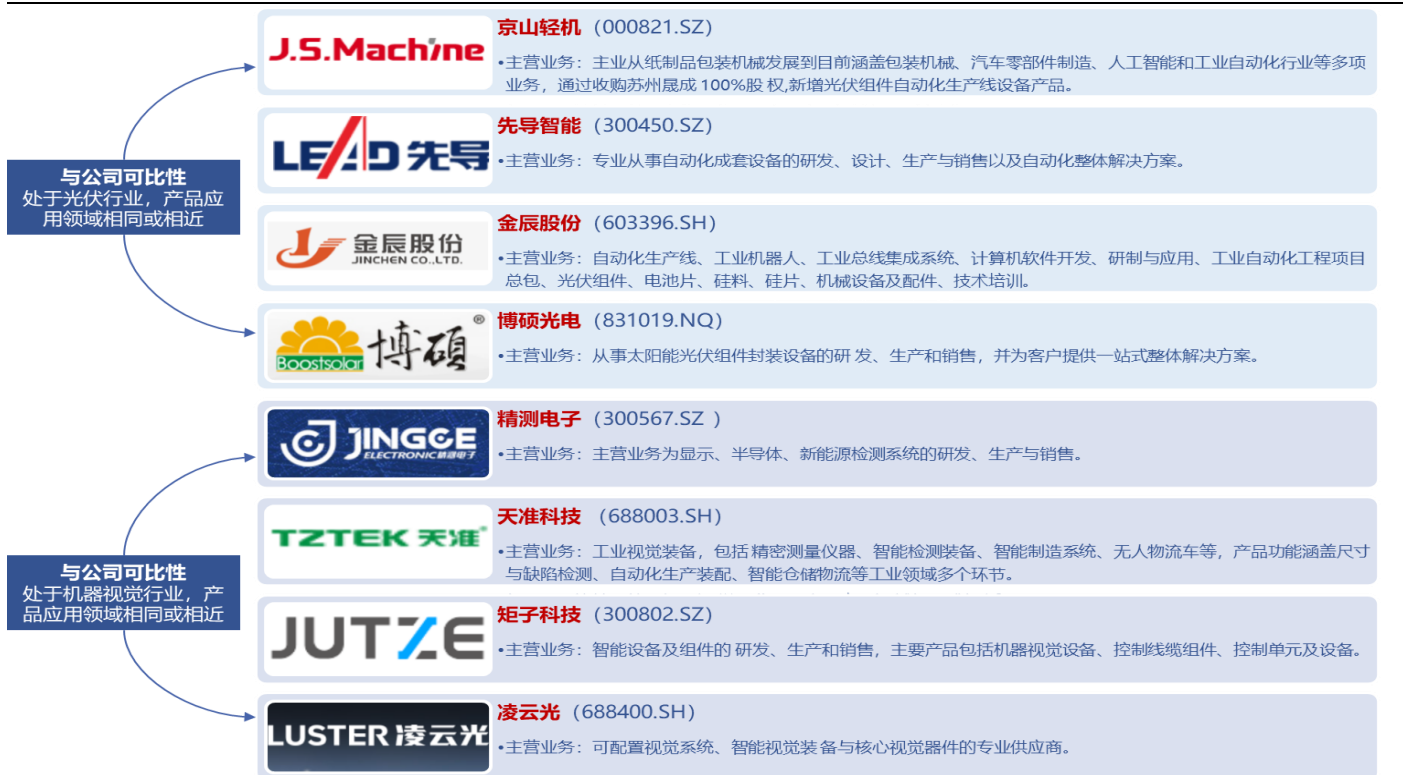 J.S.Machine
京山轻机（000821.SZ）
•主营业务：主业从纸制品包装机械发展到目前涵盖包装机械、汽车零部件制造、人工智能和工业自动化行业等多项
业务，通过收购苏州晟成 100%股 权,新增光伏组件自动化生产线设备产品。
LEAD 先导
先导智能（300450.SZ）
•主营业务：专业从事自动化成套设备的研发、设计、生产与销售以及自动化整体解决方案。
与公司可比性
处于光伏行业，产品应
用领域相同或相近
金辰股份
JINCHEN CO.,LTD.
金辰股份（603396.SH）
•主营业务：自动化生产线、工业机器人、工业总线集成系统、计算机软件开发、研制与应用、工业自动化工程项目
总包、光伏组件、电池片、硅料、硅片、机械设备及配件、技术培训。
Boostsolar 博硕®
博硕光电（831019.NQ）
•主营业务：从事太阳能光伏组件封装设备的研 发、生产和销售，并为客户提供一站式整体解决方案。
JINGCE
ELECTRONIC 精测电子
精测电子（300567.SZ ）
•主营业务：主营业务为显示、半导体、新能源检测系统的研发、生产与销售。
TZTEK 天准®
天准科技 （688003.SH）
•主营业务：工业视觉装备，包括 精密测量仪器、智能检测装备、智能制造系统、无人物流车等，产品功能涵盖尺寸
与缺陷检测、自动化生产装配、智能仓储物流等工业领域多个环节。
与公司可比性
处于机器视觉行业，产
品应用领域相同或相近
JUTZE
矩子科技（300802.SZ）
•主营业务：智能设备及组件的 研发、生产和销售，主要产品包括机器视觉设备、控制线缆组件、控制单元及设备。
LUSTER 凌云光
凌云光（688400.SH）
•主营业务：可配置视觉系统、智能视觉装 备与核心视觉器件的专业供应商。